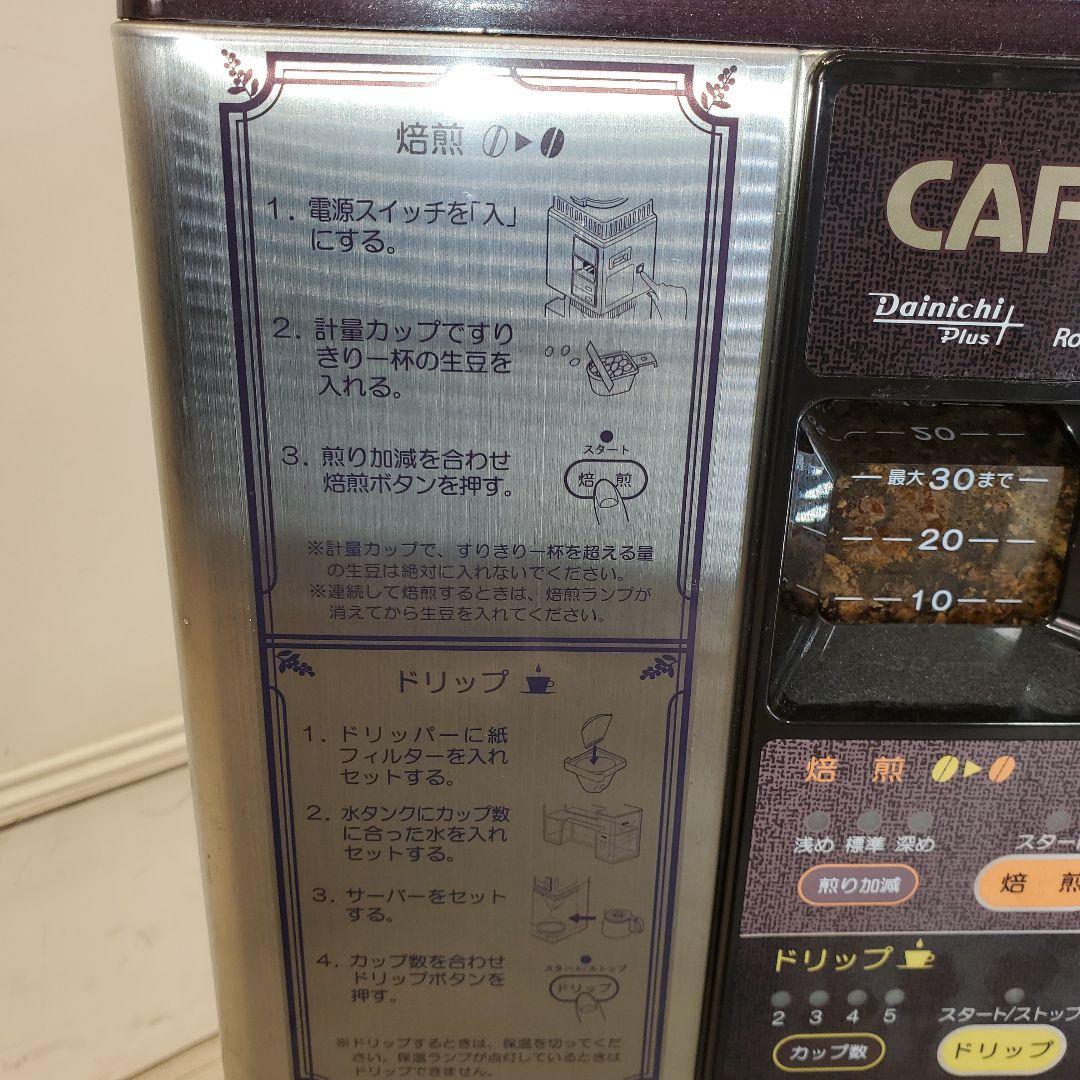 焙煎
1. 電源スイッチを「入」
にする。
2. 計量カップですり
きり一杯の生豆を
入れる。
3. 煎り加減を合わせ
焙煎ボタンを押す。
スタート
焙 煎
※計量カップで、すりきり一杯を超える量
の生豆は絶対に入れないでください。
※連続して焙煎するときは、焙煎ランプが
消えてから生豆を入れてください。
ドリップ
1. ドリッパーに紙
フィルターを入れ
セットする。
2. 水タンクにカップ数
に合った水を入れ
セットする。
3. サーバーをセット
する。
4. カップ数を合わせ
ドリップボタンを
押す。
スタート/ストップ
ドリップ
※ドリップするときは、保温を切ってくだ
さい。保温ランプが点灯しているときは
ドリップできません。
CAF
Dainichi
Plus
Ro
20
最大30まで
20
10
焙 煎
浅め 標準 深め
スタート
煎り加減
焙 煎
ドリップ
2 3 4 5
スタート/ストップ
カップ数
ドリップ